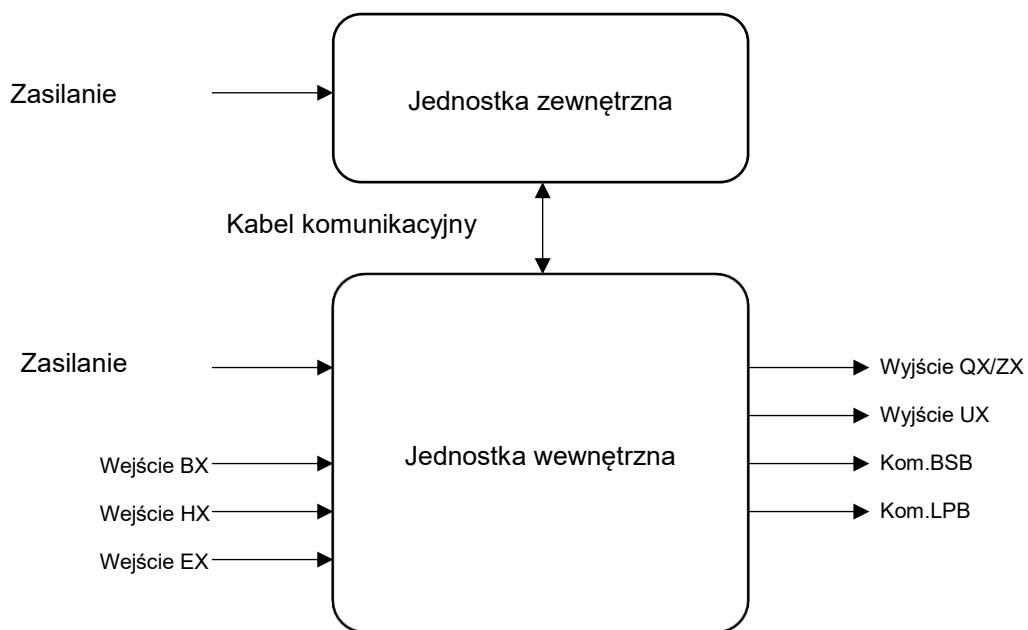 Zasilanie
Jednostka zewnętrzna
Kabel komunikacyjny
Zasilanie
Wyjście QX/ZX
Wyjście UX
Jednostka wewnętrzna
Wejście BX
Kom.BSB
Wejście HX
Kom.LPB
Wejście EX